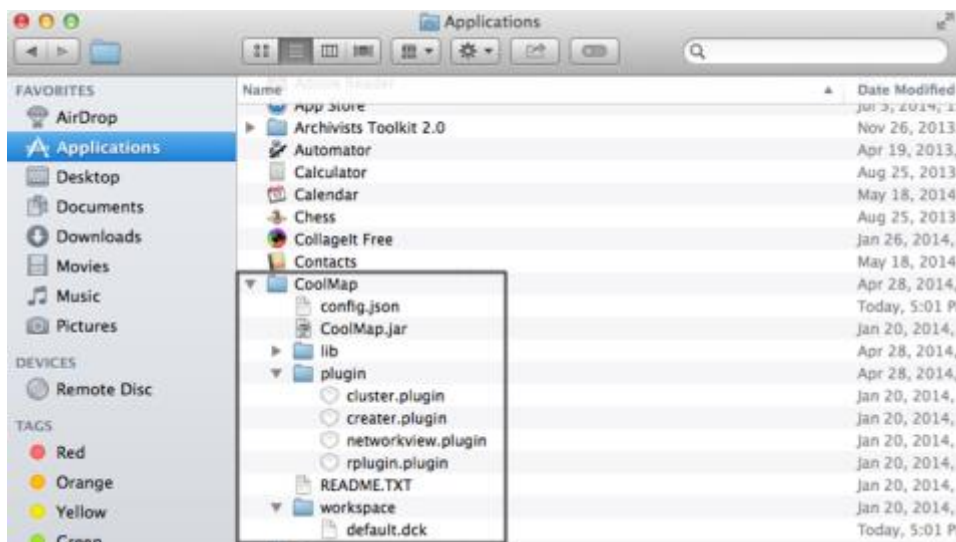 Applications
FAVORITES
AirDrop
Applications
Desktop
Documents
Downloads
Movies
Music
Pictures
DEVICES
Remote Disc
TAGS
Red
Orange
Yellow
Green
Name Date Modified
App Store Jul 5, 2014, 1
Archivists Toolkit 2.0 Nov 26, 2013
Automator Apr 19, 2013,
Calculator Aug 25, 2013
Calendar May 18, 2014
Chess Aug 25, 2013
CollageIt Free Jan 26, 2014,
Contacts May 18, 2014
CoolMap Apr 28, 2014,
config.json Today, 5:01 P
CoolMap.jar Jan 20, 2014,
lib Apr 28, 2014,
plugin Apr 28, 2014,
cluster.plugin Jan 20, 2014,
creater.plugin Jan 20, 2014,
networkview.plugin Jan 20, 2014,
rplugin.plugin Jan 20, 2014,
README.TXT Jan 20, 2014,
workspace Jan 20, 2014,
default.dck Today, 5:01 P